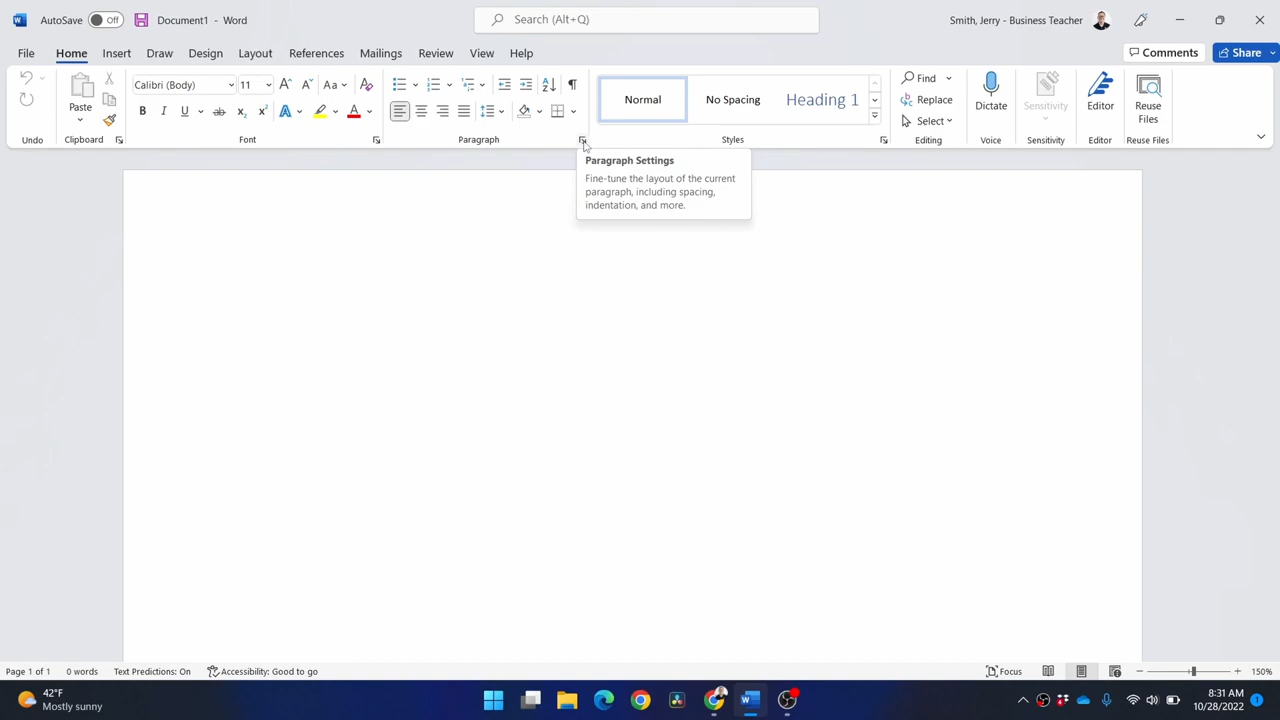 AutoSave Off Document1 - Word Search (Alt+Q) Smith, Jerry - Business Teacher
File Home Insert Draw Design Layout References Mailings Review View Help Comments Share
Calibri (Body) 11 Aa Find
Paste Normal No Spacing Heading 1 Replace Dictate Sensitivity Editor Reuse Files
B I U ab x₂ x² A A Select
Undo Clipboard Font Paragraph Styles Editing Voice Sensitivity Editor Reuse Files
Paragraph Settings
Fine-tune the layout of the current
paragraph, including spacing,
indentation, and more.
Page 1 of 1 0 words Text Predictions: On Accessibility: Good to go Focus 150%
42°F 8:31 AM
Mostly sunny 10/28/2022